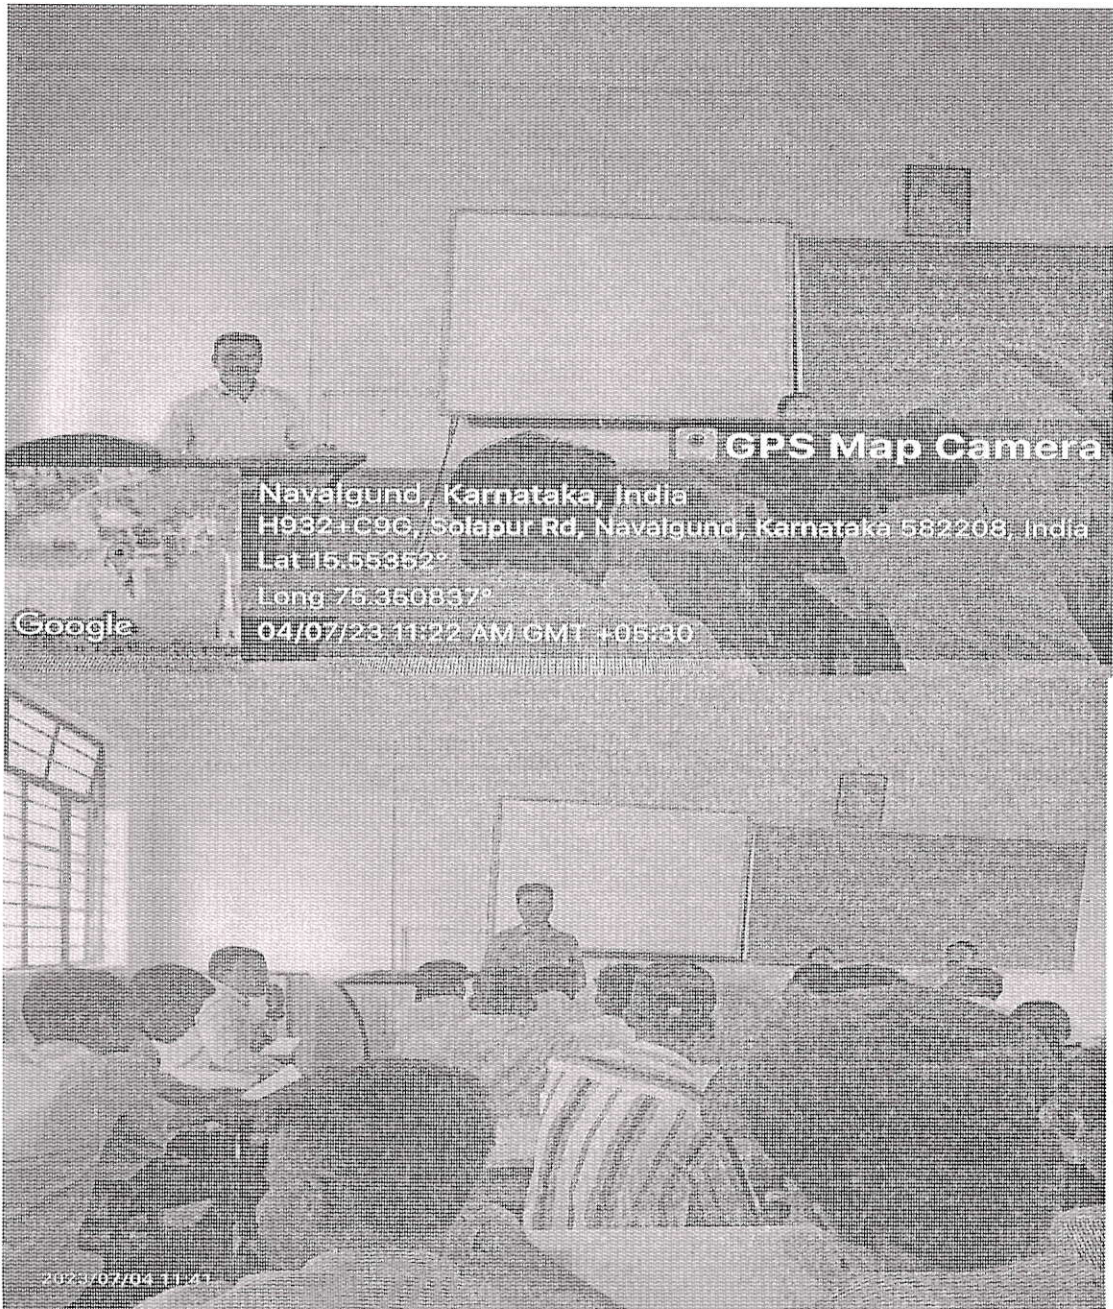 GPS Map Camera
Navalgund, Karnataka, India
H932+C9C, Solapur Rd, Navalgund, Karnataka 582208, India
Lat 15.55352°
Long 75.350837°
04/07/23 11:22 AM GMT +05:30
Google
2023/07/04 11:41